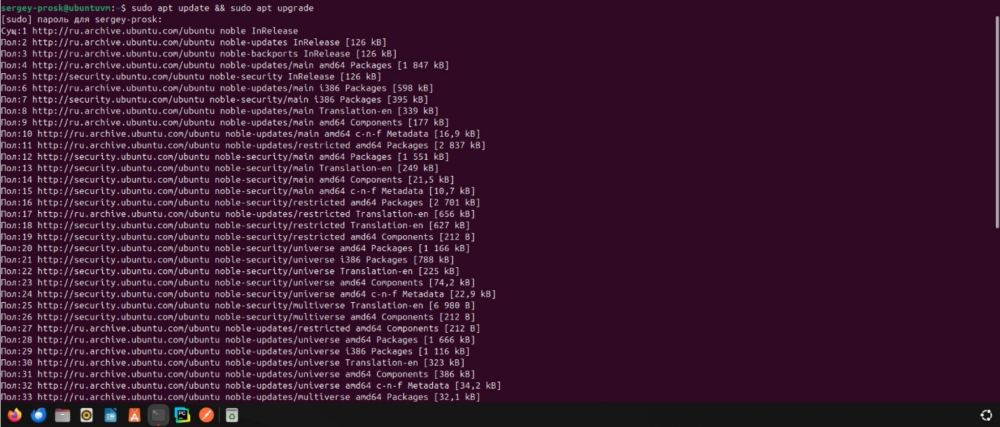 sergey-prosk@ubuntuvm:~$ sudo apt update && sudo apt upgrade
[sudo] пароль для sergey-prosk:
Сущ:1 http://ru.archive.ubuntu.com/ubuntu noble InRelease
Пол:2 http://ru.archive.ubuntu.com/ubuntu noble-updates InRelease [126 kB]
Пол:3 http://ru.archive.ubuntu.com/ubuntu noble-backports InRelease [126 kB]
Пол:4 http://ru.archive.ubuntu.com/ubuntu noble-updates/main amd64 Packages [1 847 kB]
Пол:5 http://security.ubuntu.com/ubuntu noble-security InRelease [126 kB]
Пол:6 http://ru.archive.ubuntu.com/ubuntu noble-updates/main i386 Packages [598 kB]
Пол:7 http://security.ubuntu.com/ubuntu noble-security/main i386 Packages [395 kB]
Пол:8 http://ru.archive.ubuntu.com/ubuntu noble-updates/main Translation-en [339 kB]
Пол:9 http://ru.archive.ubuntu.com/ubuntu noble-updates/main amd64 Components [177 kB]
Пол:10 http://ru.archive.ubuntu.com/ubuntu noble-updates/main amd64 c-n-f Metadata [16,9 kB]
Пол:11 http://ru.archive.ubuntu.com/ubuntu noble-updates/restricted amd64 Packages [2 837 kB]
Пол:12 http://security.ubuntu.com/ubuntu noble-security/main amd64 Packages [1 551 kB]
Пол:13 http://security.ubuntu.com/ubuntu noble-security/main Translation-en [249 kB]
Пол:14 http://security.ubuntu.com/ubuntu noble-security/main amd64 Components [21,5 kB]
Пол:15 http://security.ubuntu.com/ubuntu noble-security/main amd64 c-n-f Metadata [10,7 kB]
Пол:16 http://security.ubuntu.com/ubuntu noble-security/restricted amd64 Packages [2 701 kB]
Пол:17 http://ru.archive.ubuntu.com/ubuntu noble-updates/restricted Translation-en [656 kB]
Пол:18 http://security.ubuntu.com/ubuntu noble-security/restricted Translation-en [627 kB]
Пол:19 http://security.ubuntu.com/ubuntu noble-security/restricted amd64 Components [212 B]
Пол:20 http://security.ubuntu.com/ubuntu noble-security/universe amd64 Packages [1 166 kB]
Пол:21 http://security.ubuntu.com/ubuntu noble-security/universe i386 Packages [788 kB]
Пол:22 http://security.ubuntu.com/ubuntu noble-security/universe Translation-en [225 kB]
Пол:23 http://security.ubuntu.com/ubuntu noble-security/universe amd64 Components [74,2 kB]
Пол:24 http://security.ubuntu.com/ubuntu noble-security/universe amd64 c-n-f Metadata [22,9 kB]
Пол:25 http://security.ubuntu.com/ubuntu noble-security/multiverse Translation-en [6 980 B]
Пол:26 http://security.ubuntu.com/ubuntu noble-security/multiverse amd64 Components [212 B]
Пол:27 http://ru.archive.ubuntu.com/ubuntu noble-updates/restricted amd64 Components [212 B]
Пол:28 http://ru.archive.ubuntu.com/ubuntu noble-updates/universe amd64 Packages [1 666 kB]
Пол:29 http://ru.archive.ubuntu.com/ubuntu noble-updates/universe i386 Packages [1 116 kB]
Пол:30 http://ru.archive.ubuntu.com/ubuntu noble-updates/universe Translation-en [323 kB]
Пол:31 http://ru.archive.ubuntu.com/ubuntu noble-updates/universe amd64 Components [386 kB]
Пол:32 http://ru.archive.ubuntu.com/ubuntu noble-updates/universe amd64 c-n-f Metadata [34,2 kB]
Пол:33 http://ru.archive.ubuntu.com/ubuntu noble-updates/multiverse amd64 Packages [32,1 kB]
PC